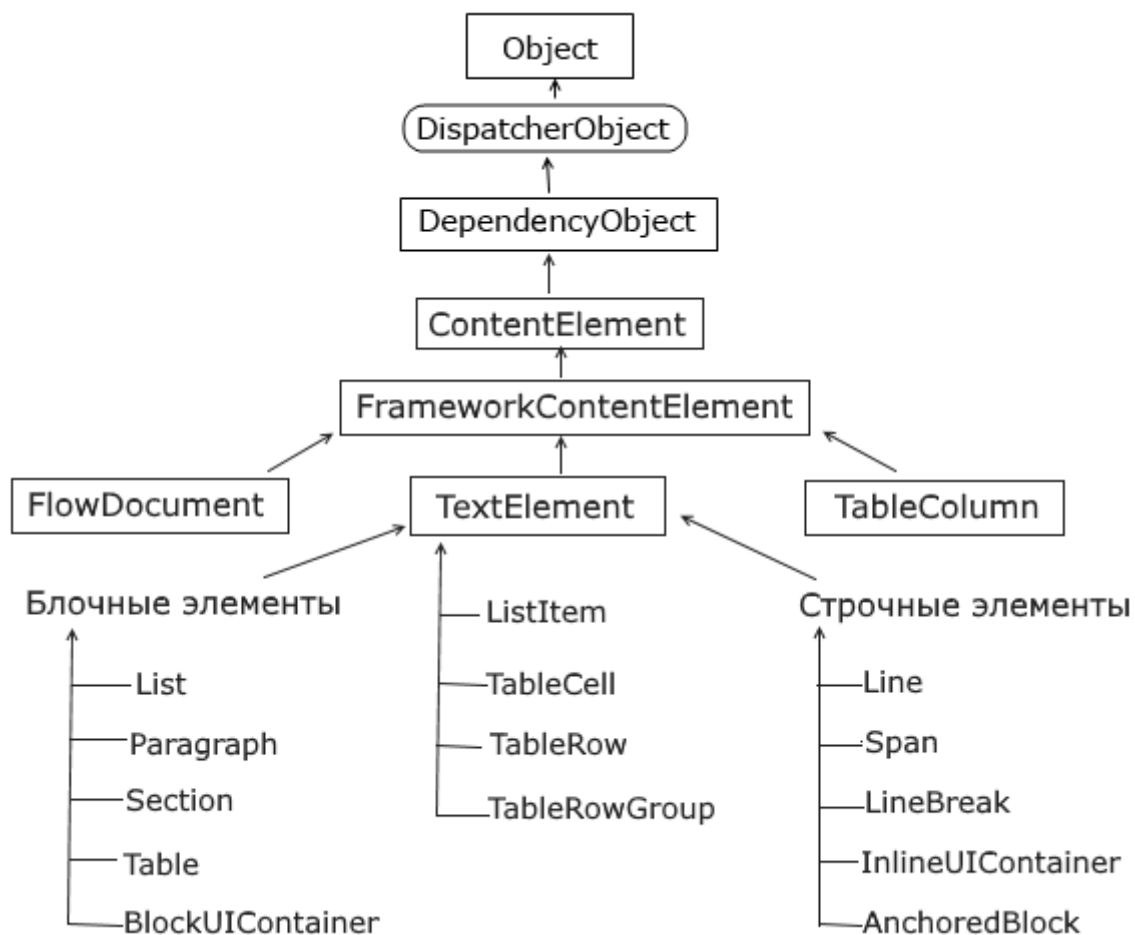 Object
DispatcherObject
DependencyObject
ContentElement
FrameworkContentElement
FlowDocument
TextElement
TableColumn
Блочные элементы
List
Paragraph
Section
Table
BlockUIContainer
ListItem
TableCell
TableRow
TableRowGroup
Строчные элементы
Line
Span
LineBreak
InlineUIContainer
AnchoredBlock